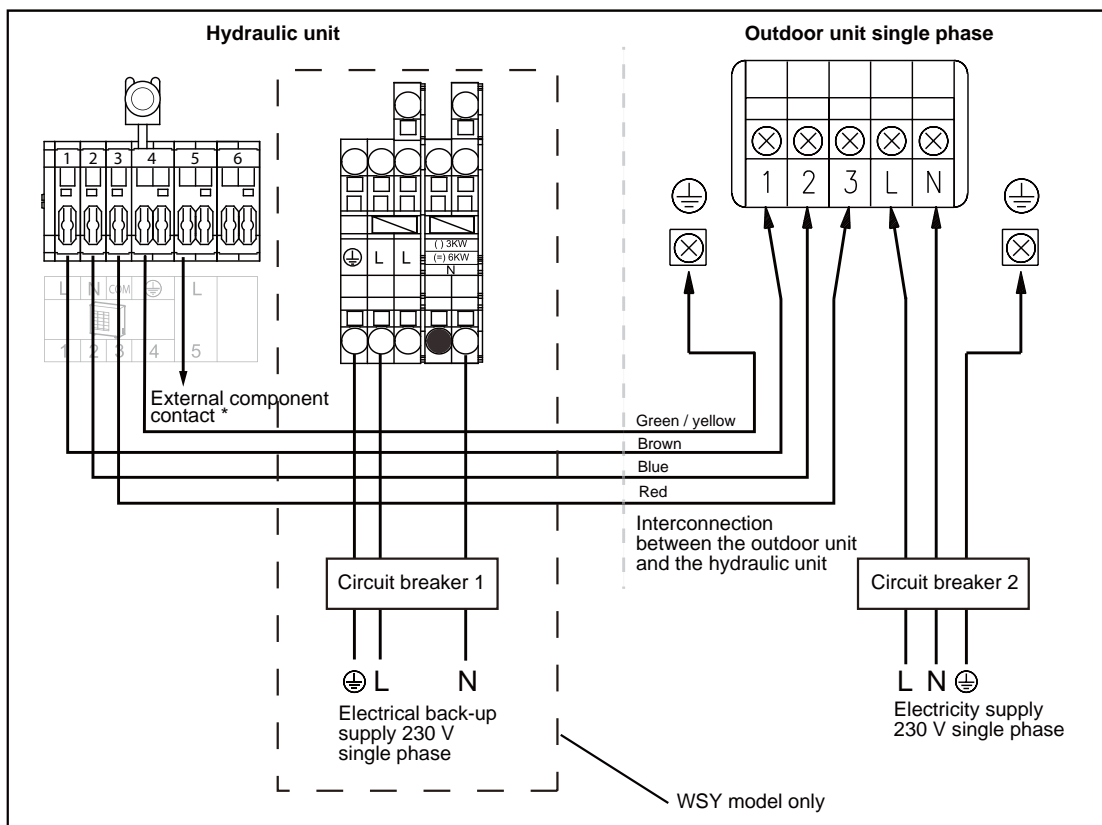 Hydraulic unit
Outdoor unit single phase
1 2 3 4 5 6
L N COM L
1 2 3 4 5
L L
( ) 3KW
(=) 6KW
N
1 2 3 L N
External component
contact *
Green / yellow
Brown
Blue
Red
Interconnection
between the outdoor unit
and the hydraulic unit
Circuit breaker 1
Circuit breaker 2
L N
Electrical back-up
supply 230 V
single phase
L N
Electricity supply
230 V single phase
WSY model only